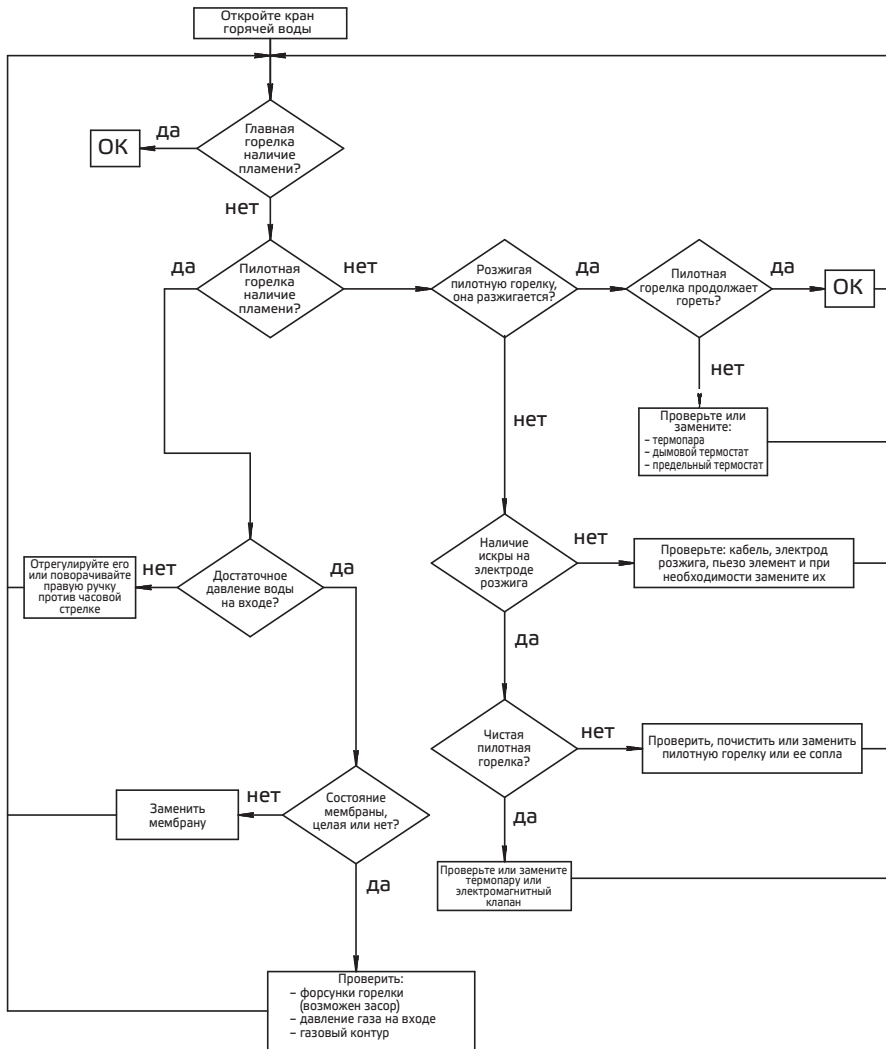 Откройте кран
горячей воды
Главная
горелка
наличие
пламени?
да
OK
нет
Пилотная
горелка
наличие
пламени?
да
нет
Розжигая
пилотную горелку,
она разжигается?
да
Пилотная
горелка продолжает
гореть?
да
OK
нет
Проверьте или
замените:
– термопара
– дымовой термостат
– предельный термостат
нет
Наличие
искры на
электроде
розжига
нет
Проверьте: кабель, электрод
розжига, пьезо элемент и при
необходимости замените их
да
Достаточное
давление воды
на входе?
нет
Отрегулируйте его
или поворачивайте
правую ручку
против часовой
стрелке
да
Чистая
пилотная
горелка?
нет
Проверить, почистить или заменить
пилотную горелку или ее сопла
да
Проверьте или замените
термопару или
электромагнитный
клапан
Состояние
мембраны,
целая или нет?
нет
Заменить
мембрану
да
Проверить:
– форсунки горелки
(возможен засор)
– давление газа на входе
– газовый контур